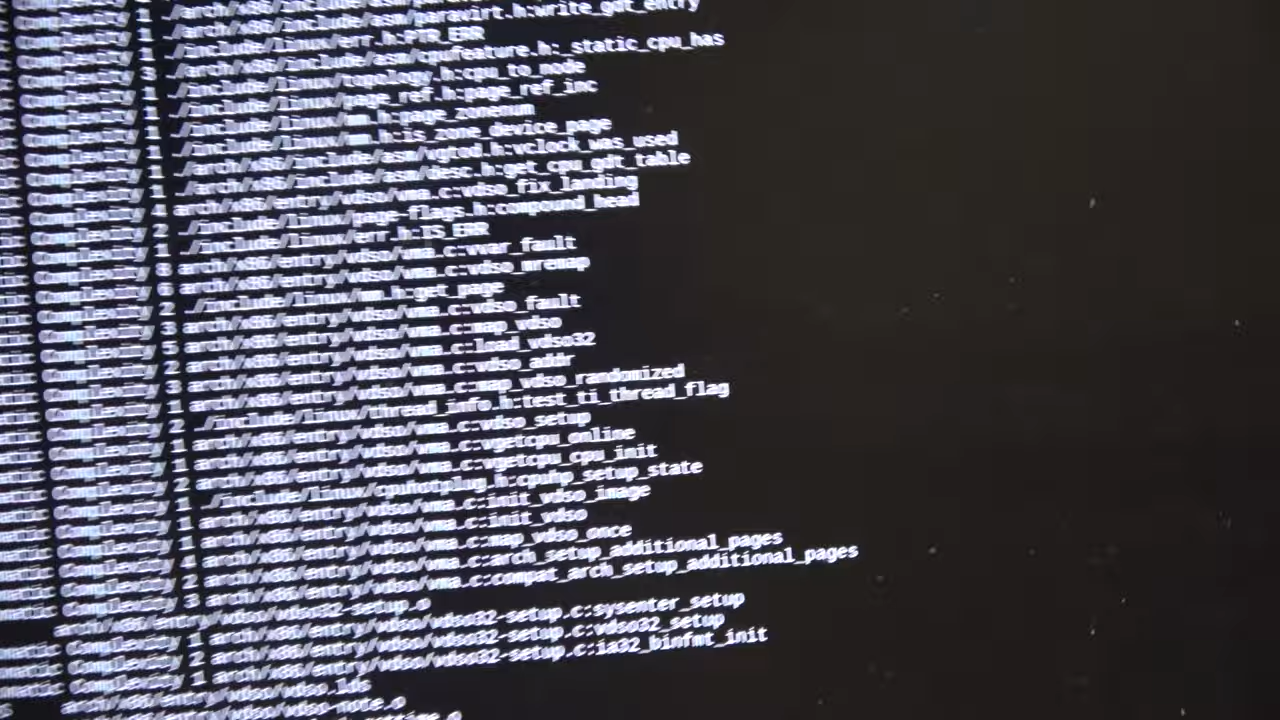 Complexity 1 ./arch/x86/include/asm/paravirt.h:write_gdt_entry
Complexity 1 ./include/linux/err.h:PTR_ERR
Complexity 3 ./arch/x86/include/asm/cpufeature.h:_static_cpu_has
Complexity 1 ./include/linux/topology.h:cpu_to_node
Complexity 1 ./include/linux/page_ref.h:page_ref_inc
Complexity 1 ./include/linux/mm.h:page_zonenum
Complexity 1 ./include/linux/mm.h:is_zone_device_page
Complexity 1 ./arch/x86/include/asm/vgtod.h:vclock_was_used
Complexity 1 ./arch/x86/include/asm/desc.h:get_cpu_gdt_table
Complexity 4 arch/x86/entry/vdso/vma.c:vdso_fix_landing
Complexity 2 ./include/linux/page-flags.h:compound_head
Complexity 1 ./include/linux/err.h:IS_ERR
Complexity 8 arch/x86/entry/vdso/vma.c:vvar_fault
Complexity 6 arch/x86/entry/vdso/vma.c:vdso_mremap
Complexity 2 ./include/linux/mm.h:get_page
Complexity 3 arch/x86/entry/vdso/vma.c:vdso_fault
Complexity 5 arch/x86/entry/vdso/vma.c:map_vdso
Complexity 2 arch/x86/entry/vdso/vma.c:load_vdso32
Complexity 3 arch/x86/entry/vdso/vma.c:vdso_addr
Complexity 1 arch/x86/entry/vdso/vma.c:map_vdso_randomized
Complexity 2 ./include/linux/thread_info.h:test_ti_thread_flag
Complexity 1 arch/x86/entry/vdso/vma.c:vdso_setup
Complexity 1 arch/x86/entry/vdso/vma.c:vgetcpu_online
Complexity 2 arch/x86/entry/vdso/vma.c:vgetcpu_cpu_init
Complexity 1 ./include/linux/cpuhotplug.h:cpuhp_setup_state
Complexity 1 arch/x86/entry/vdso/vma.c:init_vdso_image
Complexity 1 arch/x86/entry/vdso/vma.c:init_vdso
Complexity 4 arch/x86/entry/vdso/vma.c:map_vdso_once
Complexity 2 arch/x86/entry/vdso/vma.c:arch_setup_additional_pages
Complexity 3 arch/x86/entry/vdso/vma.c:compat_arch_setup_additional_pages
arch/x86/entry/vdso/vdso32-setup.o
Complexity 1 arch/x86/entry/vdso/vdso32-setup.c:sysenter_setup
Complexity 2 arch/x86/entry/vdso/vdso32-setup.c:vdso32_setup
Complexity 1 arch/x86/entry/vdso/vdso32-setup.c:ia32_binfmt_init
arch/x86/entry/vdso/vdso.lds
arch/x86/entry/vdso/vdso-note.o